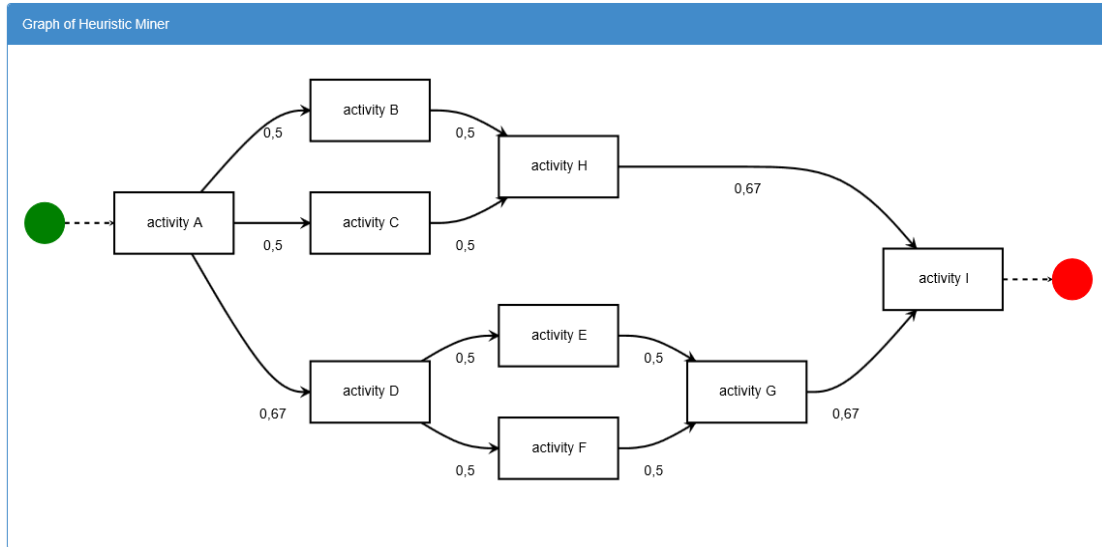 Graph of Heuristic Miner
activity B
0,5
0,5
activity H
0,67
activity A
activity C
0,5
0,5
activity I
activity E
0,5
0,5
activity D
activity G
0,67
0,67
activity F
0,5
0,5